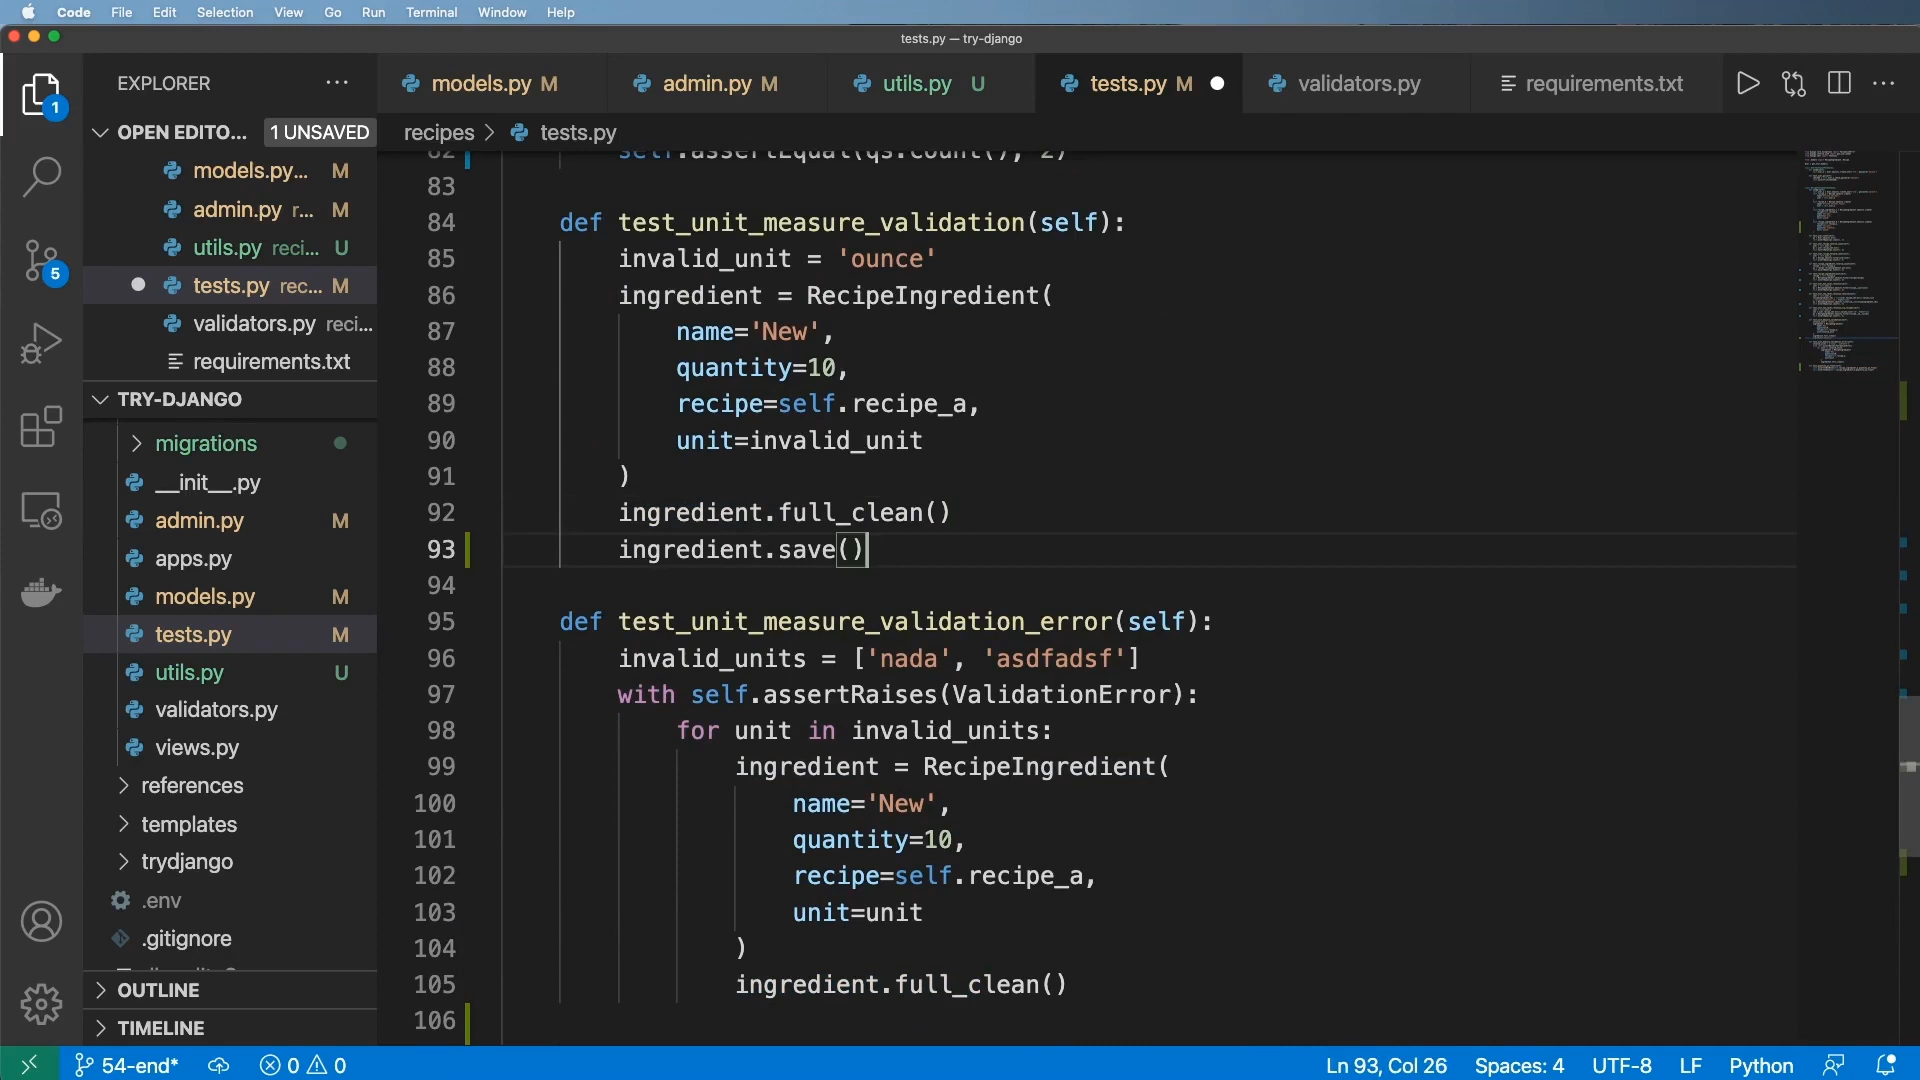 Code File Edit Selection View Go Run Terminal Window Help
tests.py — try-django
EXPLORER
models.py M
admin.py M
utils.py U
tests.py M
validators.py
requirements.txt
OPEN EDITO... 1 UNSAVED
recipes > tests.py
models.py... M
admin.py r... M
utils.py reci... U
tests.py rec... M
validators.py reci...
requirements.txt
TRY-DJANGO
migrations
__init__.py
admin.py M
apps.py
models.py M
tests.py M
utils.py U
validators.py
views.py
references
templates
trydjango
.env
.gitignore
OUTLINE
TIMELINE
82 self.assertEqual(qs.count(), 2)
83
84 def test_unit_measure_validation(self):
85 invalid_unit = 'ounce'
86 ingredient = RecipeIngredient(
87 name='New',
88 quantity=10,
89 recipe=self.recipe_a,
90 unit=invalid_unit
91 )
92 ingredient.full_clean()
93 ingredient.save()
94
95 def test_unit_measure_validation_error(self):
96 invalid_units = ['nada', 'asdfadsf']
97 with self.assertRaises(ValidationError):
98 for unit in invalid_units:
99 ingredient = RecipeIngredient(
100 name='New',
101 quantity=10,
102 recipe=self.recipe_a,
103 unit=unit
104 )
105 ingredient.full_clean()
106
1
5
54-end* 0 0 Ln 93, Col 26 Spaces: 4 UTF-8 LF Python